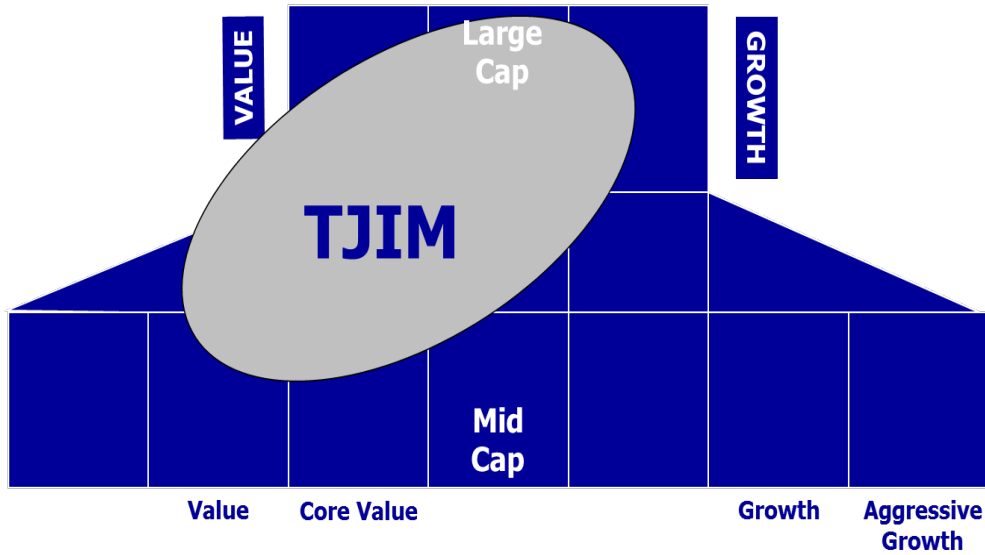 VALUE
Large
Cap
GROWTH
TJIM
Mid
Cap
Value
Core Value
Growth
Aggressive
Growth